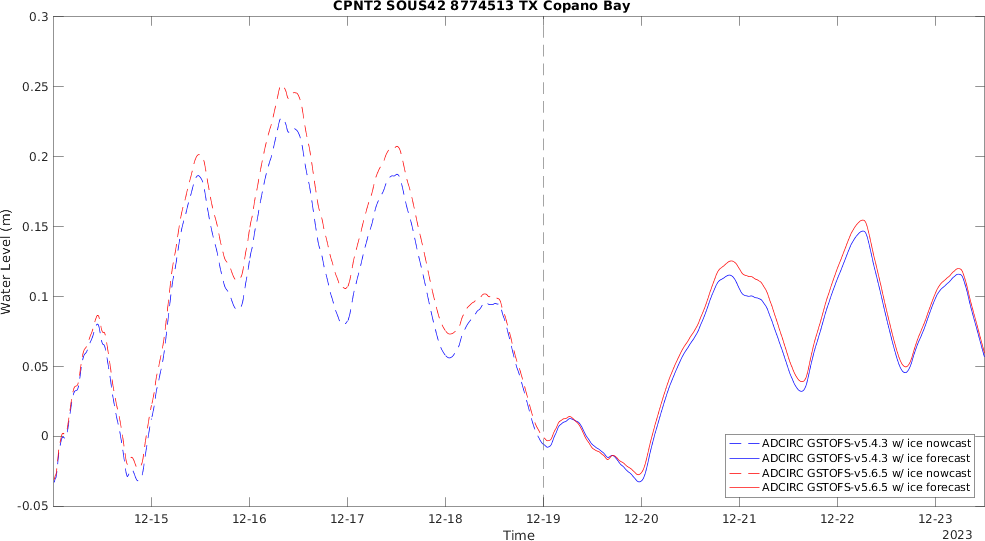 CPNT2 SOUS42 8774513 TX Copano Bay
0.3
0.25
0.2
0.15
0.1
0.05
0
-0.05
Water Level (m)
12-15 12-16 12-17 12-18 12-19 12-20 12-21 12-22 12-23
Time
2023
ADCIRC GSTOFS-v5.4.3 w/ ice nowcast
ADCIRC GSTOFS-v5.4.3 w/ ice forecast
ADCIRC GSTOFS-v5.6.5 w/ ice nowcast
ADCIRC GSTOFS-v5.6.5 w/ ice forecast